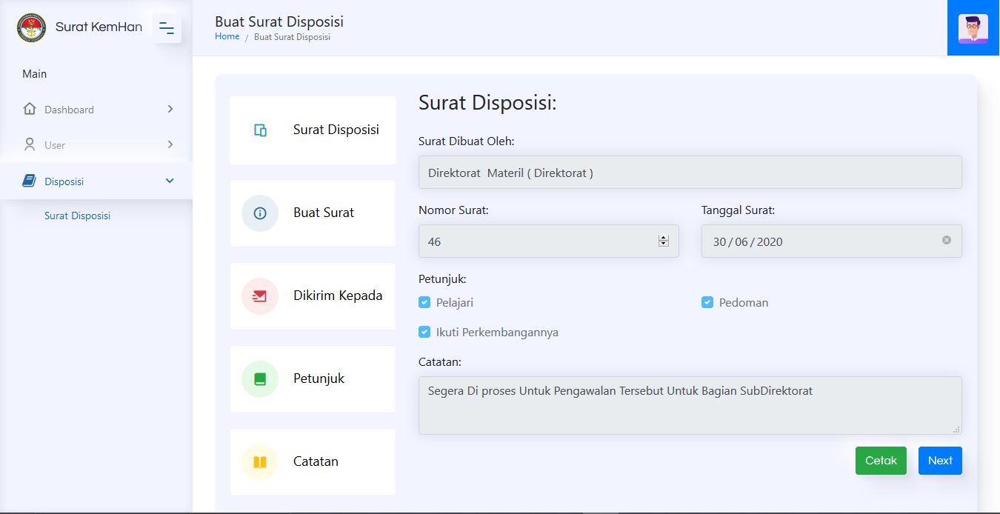 Surat KemHan
Main
Dashboard
User
Disposisi
Surat Disposisi
Buat Surat Disposisi
Home / Buat Surat Disposisi
Surat Disposisi
Buat Surat
Dikirim Kepada
Petunjuk
Catatan
Surat Disposisi:
Surat Dibuat Oleh:
Direktorat  Materil ( Direktorat )
Nomor Surat: Tanggal Surat:
46 30 / 06 / 2020
Petunjuk:
Pelajari Pedoman
Ikuti Perkembangannya
Catatan:
Segera Di proses Untuk Pengawalan Tersebut Untuk Bagian SubDirektorat
Cetak Next